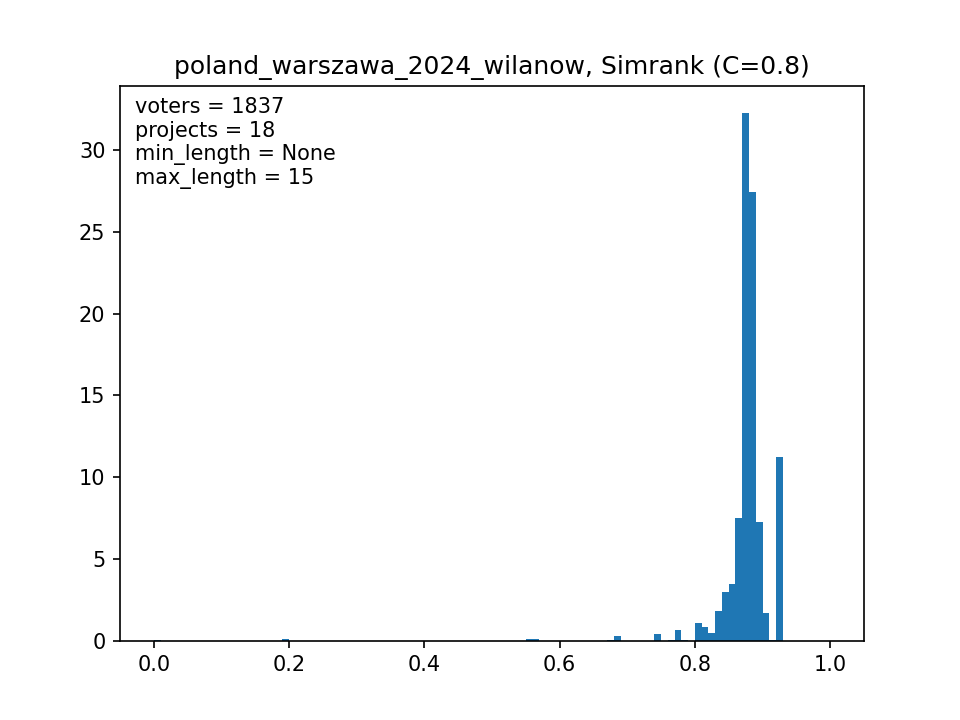 poland_warszawa_2024_wilanow, Simrank (C=0.8)
voters = 1837
projects = 18
min_length = None
max_length = 15
30
25
20
15
10
5
0
0.0 0.2 0.4 0.6 0.8 1.0